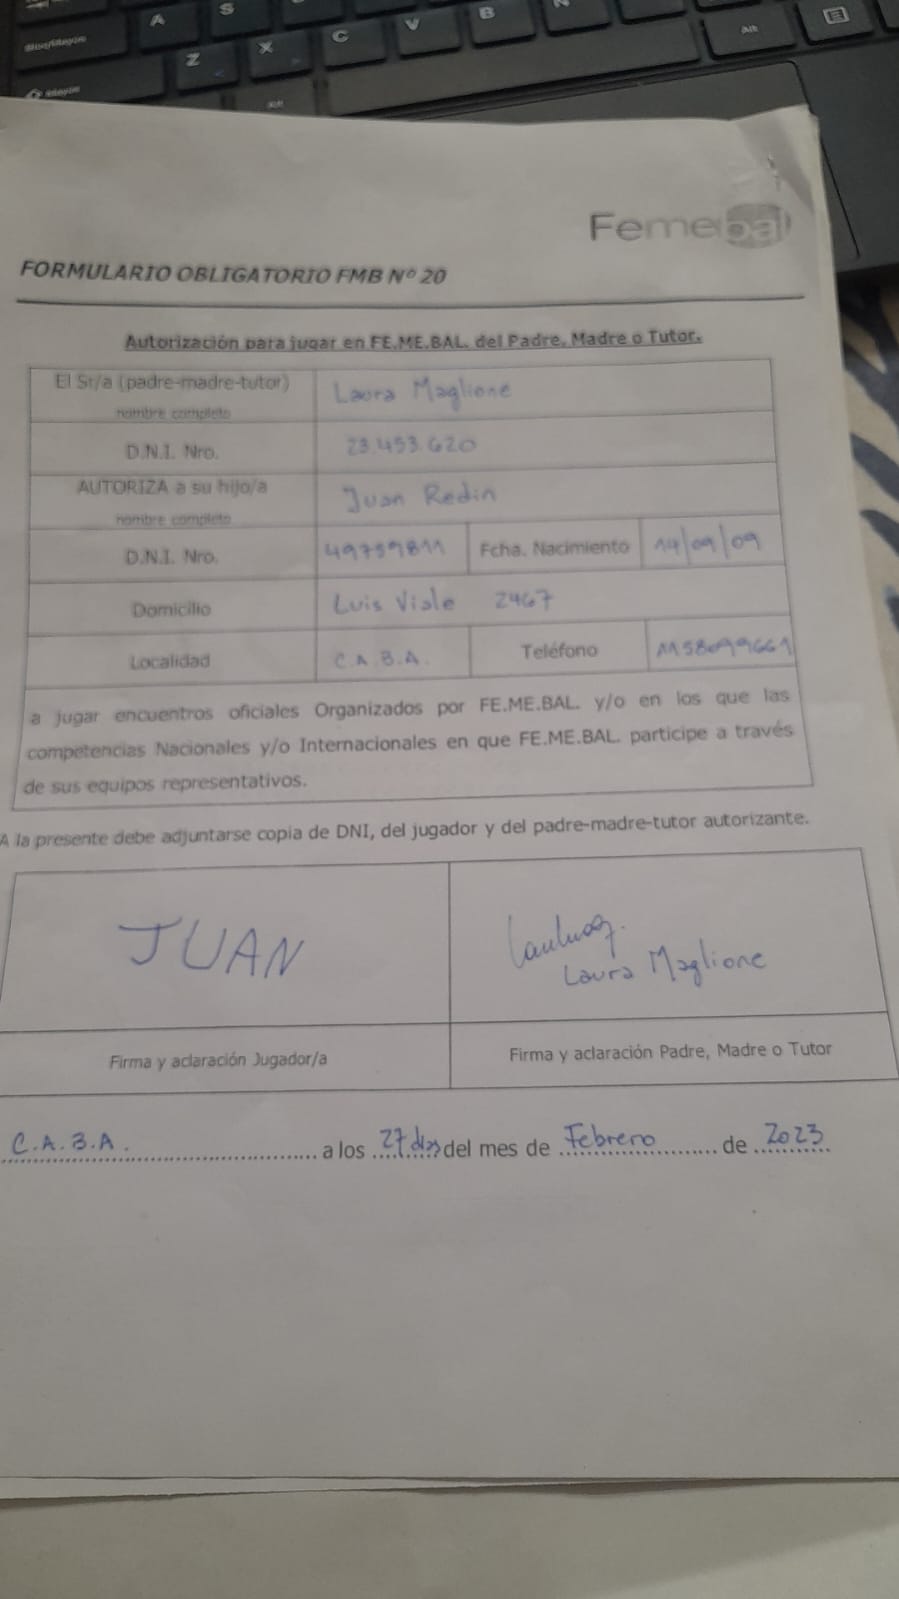 A S
Z X C V B N
Alt
Alt
Femebal
FORMULARIO OBLIGATORIO FMB Nº 20
Autorización para jugar en FE.ME.BAL. del Padre, Madre o Tutor.
El Sr/a (padre-madre-tutor) nombre completo Laura Maglione
D.N.I. Nro. 23.453.620
AUTORIZA a su hijo/a nombre completo Juan Redin
D.N.I. Nro. 49759811 Fcha. Nacimiento 14/09/09
Domicilio Luis Viale 2467
Localidad C.A.B.A. Teléfono 1158099661
a jugar encuentros oficiales Organizados por FE.ME.BAL. y/o en los que las
competencias Nacionales y/o Internacionales en que FE.ME.BAL. participe a través
de sus equipos representativos.
A la presente debe adjuntarse copia de DNI, del jugador y del padre-madre-tutor autorizante.
JUAN
Laura Maglione
Firma y aclaración Jugador/a Firma y aclaración Padre, Madre o Tutor
C.A.B.A. a los 27 días del mes de Febrero de 2023